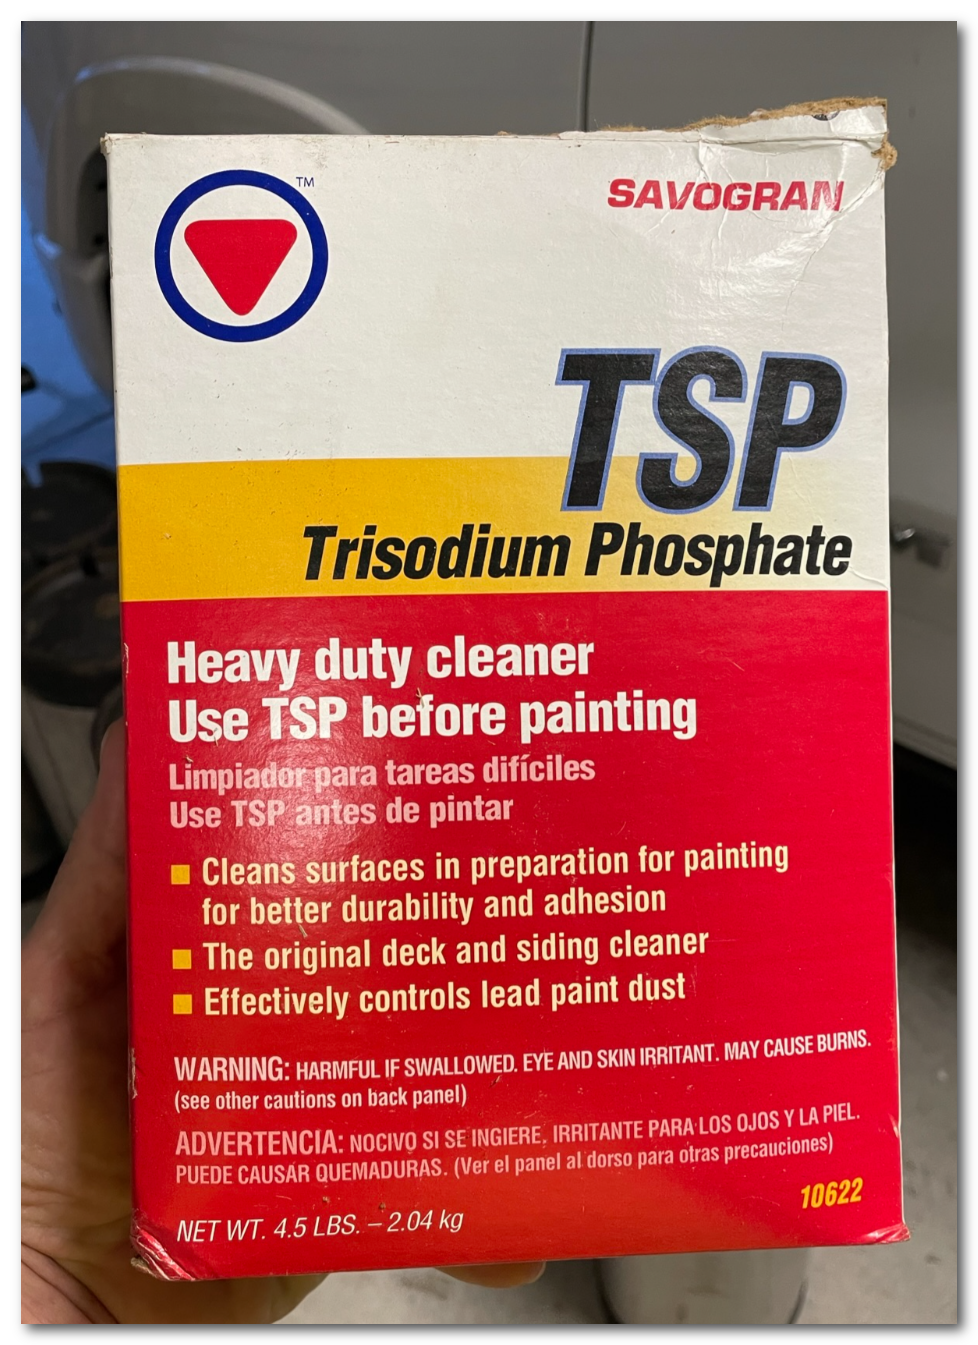 TM
SAVOGRAN
TSP
Trisodium Phosphate
Heavy duty cleaner
Use TSP before painting
Limpiador para tareas difíciles
Use TSP antes de pintar
Cleans surfaces in preparation for painting
for better durability and adhesion
The original deck and siding cleaner
Effectively controls lead paint dust
WARNING: HARMFUL IF SWALLOWED. EYE AND SKIN IRRITANT. MAY CAUSE BURNS.
(see other cautions on back panel)
ADVERTENCIA: NOCIVO SI SE INGIERE, IRRITANTE PARA LOS OJOS Y LA PIEL.
PUEDE CAUSAR QUEMADURAS. (Ver el panel al dorso para otras precauciones)
10622
NET WT. 4.5 LBS. – 2.04 kg